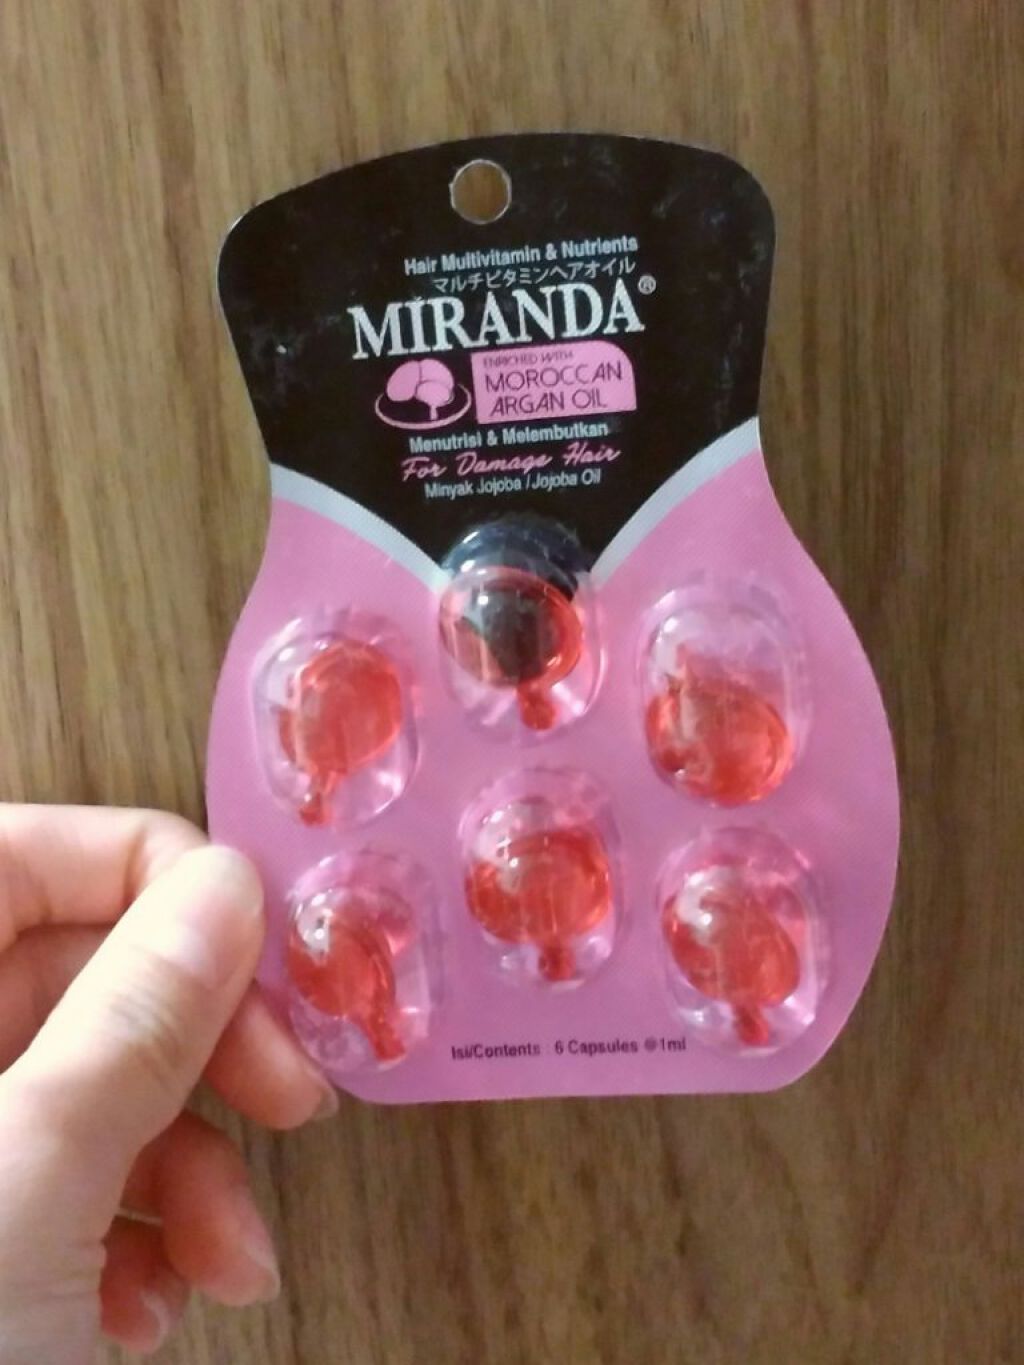 Hair Multivitamin & Nutrients
マルチビタミンヘアオイル
MIRANDA®
ENRICHED WITH
MOROCCAN
ARGAN OIL
Menutrisi & Melembutkan
For Damage Hair
Minyak Jojoba / Jojoba Oil
Isi/Contents : 6 Capsules @1ml